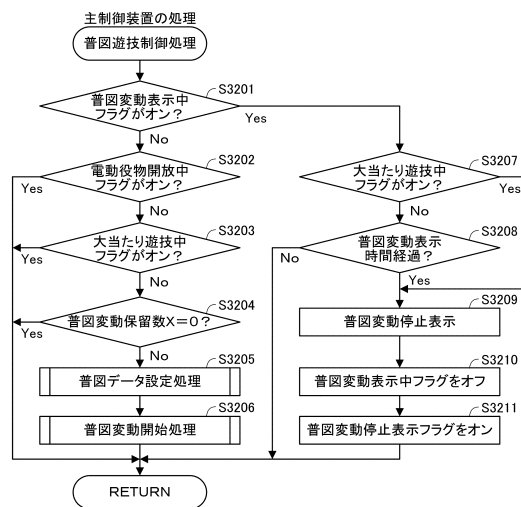 主制御装置の処理
普図遊技制御処理
S3201
普図変動表示中
フラグがオン？
Yes
No
S3202
電動役物開放中
フラグがオン？
Yes
No
S3203
大当たり遊技中
フラグがオン？
Yes
No
S3204
普図変動保留数X＝0？
Yes
No
S3205
普図データ設定処理
S3206
普図変動開始処理
S3207
大当たり遊技中
フラグがオン？
Yes
No
S3208
普図変動表示
時間経過？
No
Yes
S3209
普図変動停止表示
S3210
普図変動表示中フラグをオフ
S3211
普図変動停止表示フラグをオン
RETURN